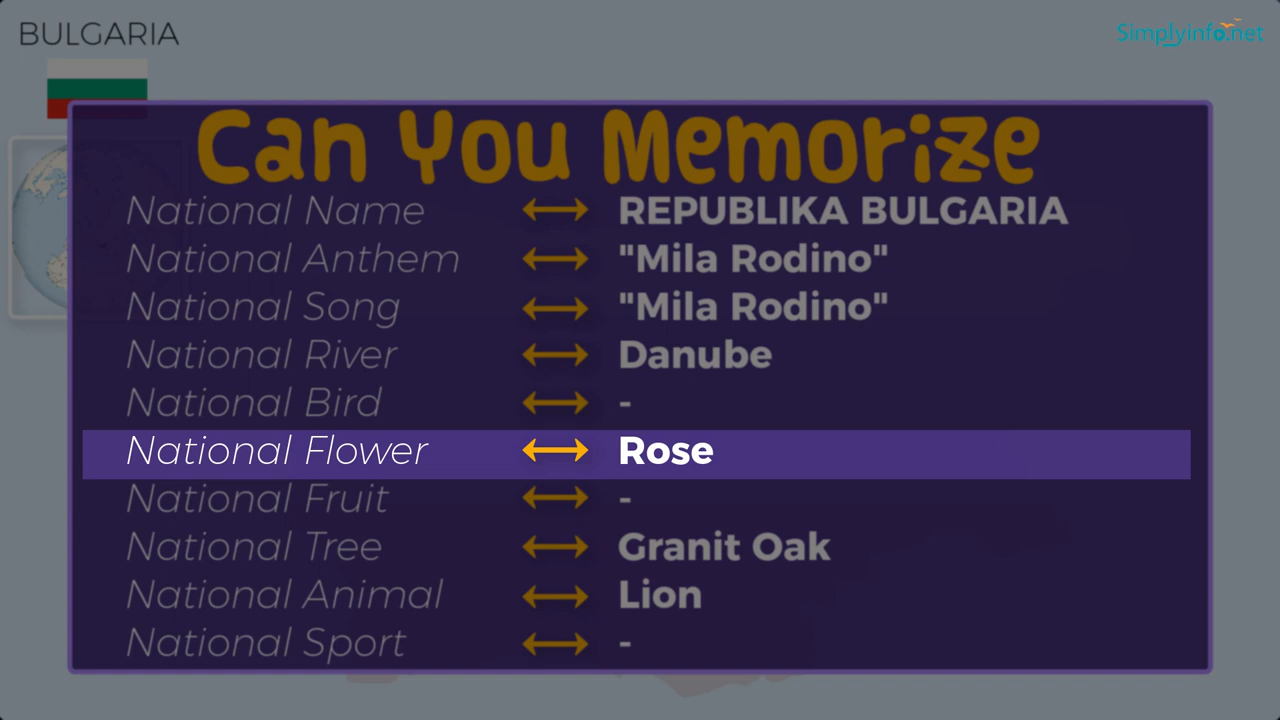 BULGARIA
Simplyinfo.net
Can You Memorize
National Name ↔ REPUBLIKA BULGARIA
National Anthem ↔ "Mila Rodino"
National Song ↔ "Mila Rodino"
National River ↔ Danube
National Bird ↔ -
National Flower ↔ Rose
National Fruit ↔ -
National Tree ↔ Granit Oak
National Animal ↔ Lion
National Sport ↔ -